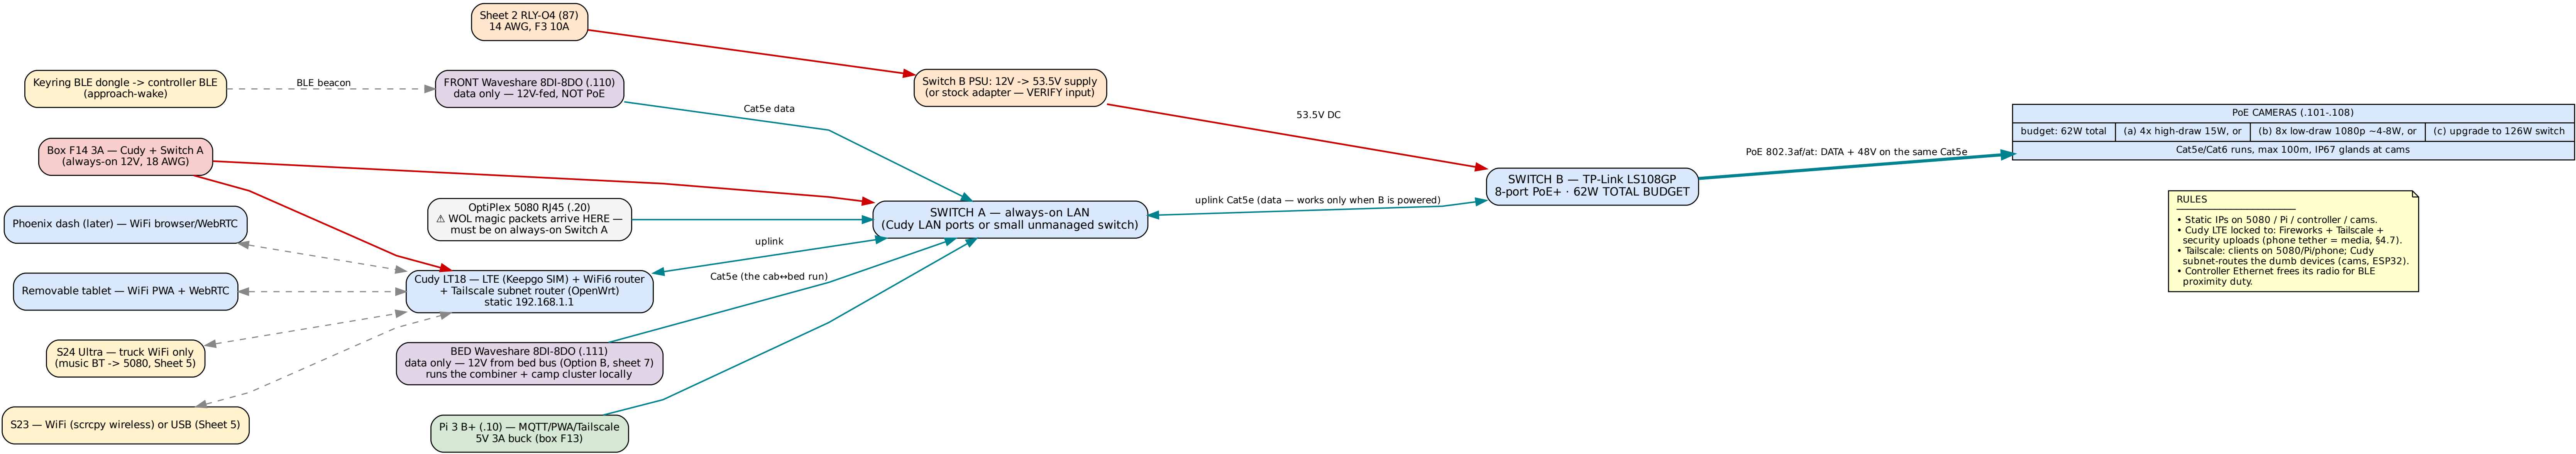 Sheet 2 RLY-O4 (87)
14 AWG, F3 10A
Keyring BLE dongle -> controller BLE
(approach-wake)
BLE beacon
FRONT Waveshare 8DI-8DO (.110)
data only — 12V-fed, NOT PoE
Switch B PSU: 12V -> 53.5V supply
(or stock adapter — VERIFY input)
Cat5e data
53.5V DC
PoE CAMERAS (.101-.108)
budget: 62W total
(a) 4x high-draw 15W, or
(b) 8x low-draw 1080p ~4-8W, or
(c) upgrade to 126W switch
Cat5e/Cat6 runs, max 100m, IP67 glands at cams
Box F14 3A — Cudy + Switch A
(always-on 12V, 18 AWG)
PoE 802.3af/at: DATA + 48V on the same Cat5e
SWITCH B — TP-Link LS108GP
8-port PoE+ · 62W TOTAL BUDGET
OptiPlex 5080 RJ45 (.20)
⚠ WOL magic packets arrive HERE —
must be on always-on Switch A
SWITCH A — always-on LAN
(Cudy LAN ports or small unmanaged switch)
uplink Cat5e (data — works only when B is powered)
RULES
• Static IPs on 5080 / Pi / controller / cams.
• Cudy LTE locked to: Fireworks + Tailscale +
security uploads (phone tether = media, §4.7).
• Tailscale: clients on 5080/Pi/phone; Cudy
subnet-routes the dumb devices (cams, ESP32).
• Controller Ethernet frees its radio for BLE
proximity duty.
Phoenix dash (later) — WiFi browser/WebRTC
uplink
Cat5e (the cab↔bed run)
Removable tablet — WiFi PWA + WebRTC
Cudy LT18 — LTE (Keepgo SIM) + WiFi6 router
+ Tailscale subnet router (OpenWrt)
static 192.168.1.1
S24 Ultra — truck WiFi only
(music BT -> 5080, Sheet 5)
BED Waveshare 8DI-8DO (.111)
data only — 12V from bed bus (Option B, sheet 7)
runs the combiner + camp cluster locally
S23 — WiFi (scrcpy wireless) or USB (Sheet 5)
Pi 3 B+ (.10) — MQTT/PWA/Tailscale
5V 3A buck (box F13)